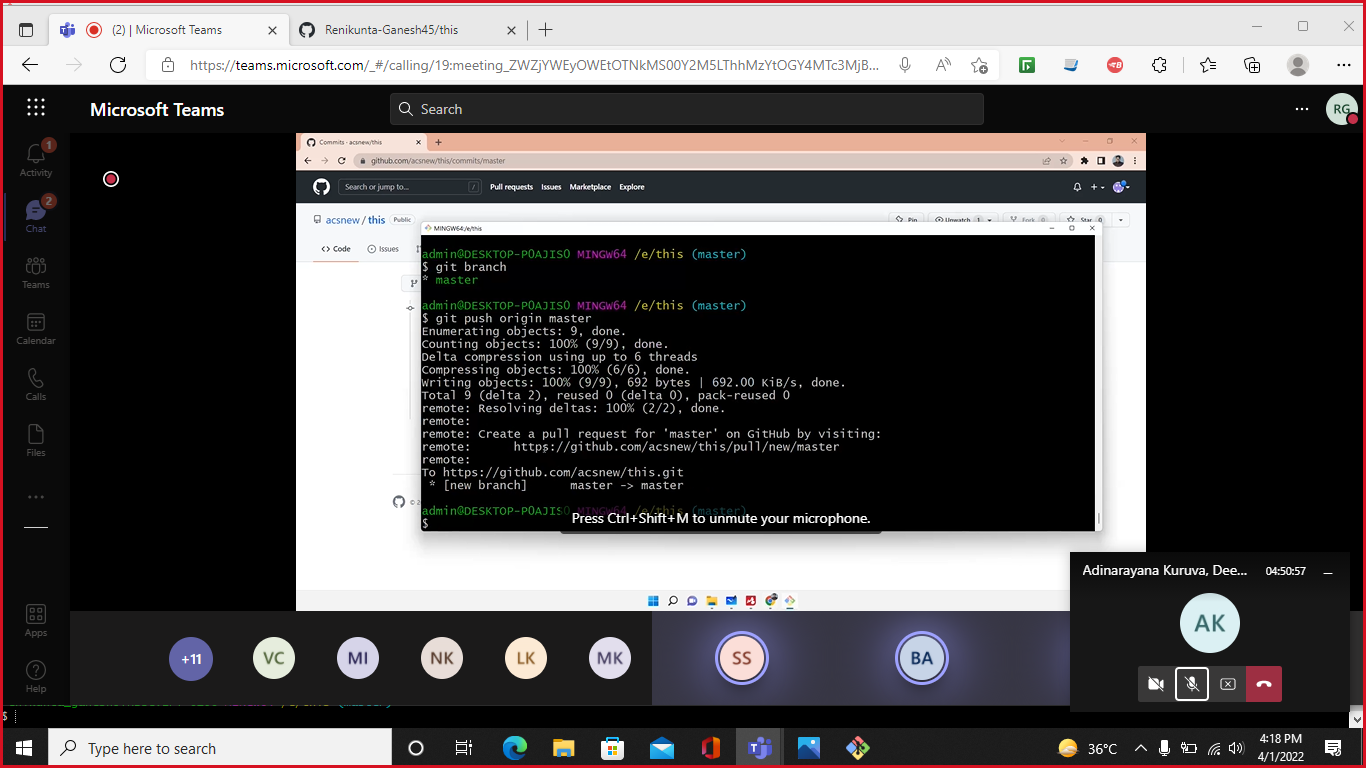 (2) | Microsoft Teams
Renikunta-Ganesh45/this
https://teams.microsoft.com/_#/calling/19:meeting_ZWZjYWEyOWEtOTNkMS00Y2M5LThhMzYtOGY4MTc3MjB...
Microsoft Teams
Search
RG
Activity
1
Chat
2
Teams
Calendar
Calls
Files
Apps
Help
Commits · acsnew/this
github.com/acsnew/this/commits/master
Search or jump to...
/
Pull requests Issues Marketplace Explore
acsnew / this Public
Pin
Unwatch 1
Fork 0
Star 0
Code
Issues
MINGW64:/e/this
admin@DESKTOP-P0AJIS0 MINGW64 /e/this (master)
$ git branch
* master
admin@DESKTOP-P0AJIS0 MINGW64 /e/this (master)
$ git push origin master
Enumerating objects: 9, done.
Counting objects: 100% (9/9), done.
Delta compression using up to 6 threads
Compressing objects: 100% (6/6), done.
Writing objects: 100% (9/9), 692 bytes | 692.00 KiB/s, done.
Total 9 (delta 2), reused 0 (delta 0), pack-reused 0
remote: Resolving deltas: 100% (2/2), done.
remote:
remote: Create a pull request for 'master' on GitHub by visiting:
remote:      https://github.com/acsnew/this/pull/new/master
remote:
To https://github.com/acsnew/this.git
 * [new branch]      master -> master
admin@DESKTOP-P0AJIS0 MINGW64 /e/this (master)
$
Press Ctrl+Shift+M to unmute your microphone.
Adinarayana Kuruva, Dee... 04:50:57
AK
+11
VC
MI
NK
LK
MK
SS
BA
$
Type here to search
36°C
4:18 PM
4/1/2022